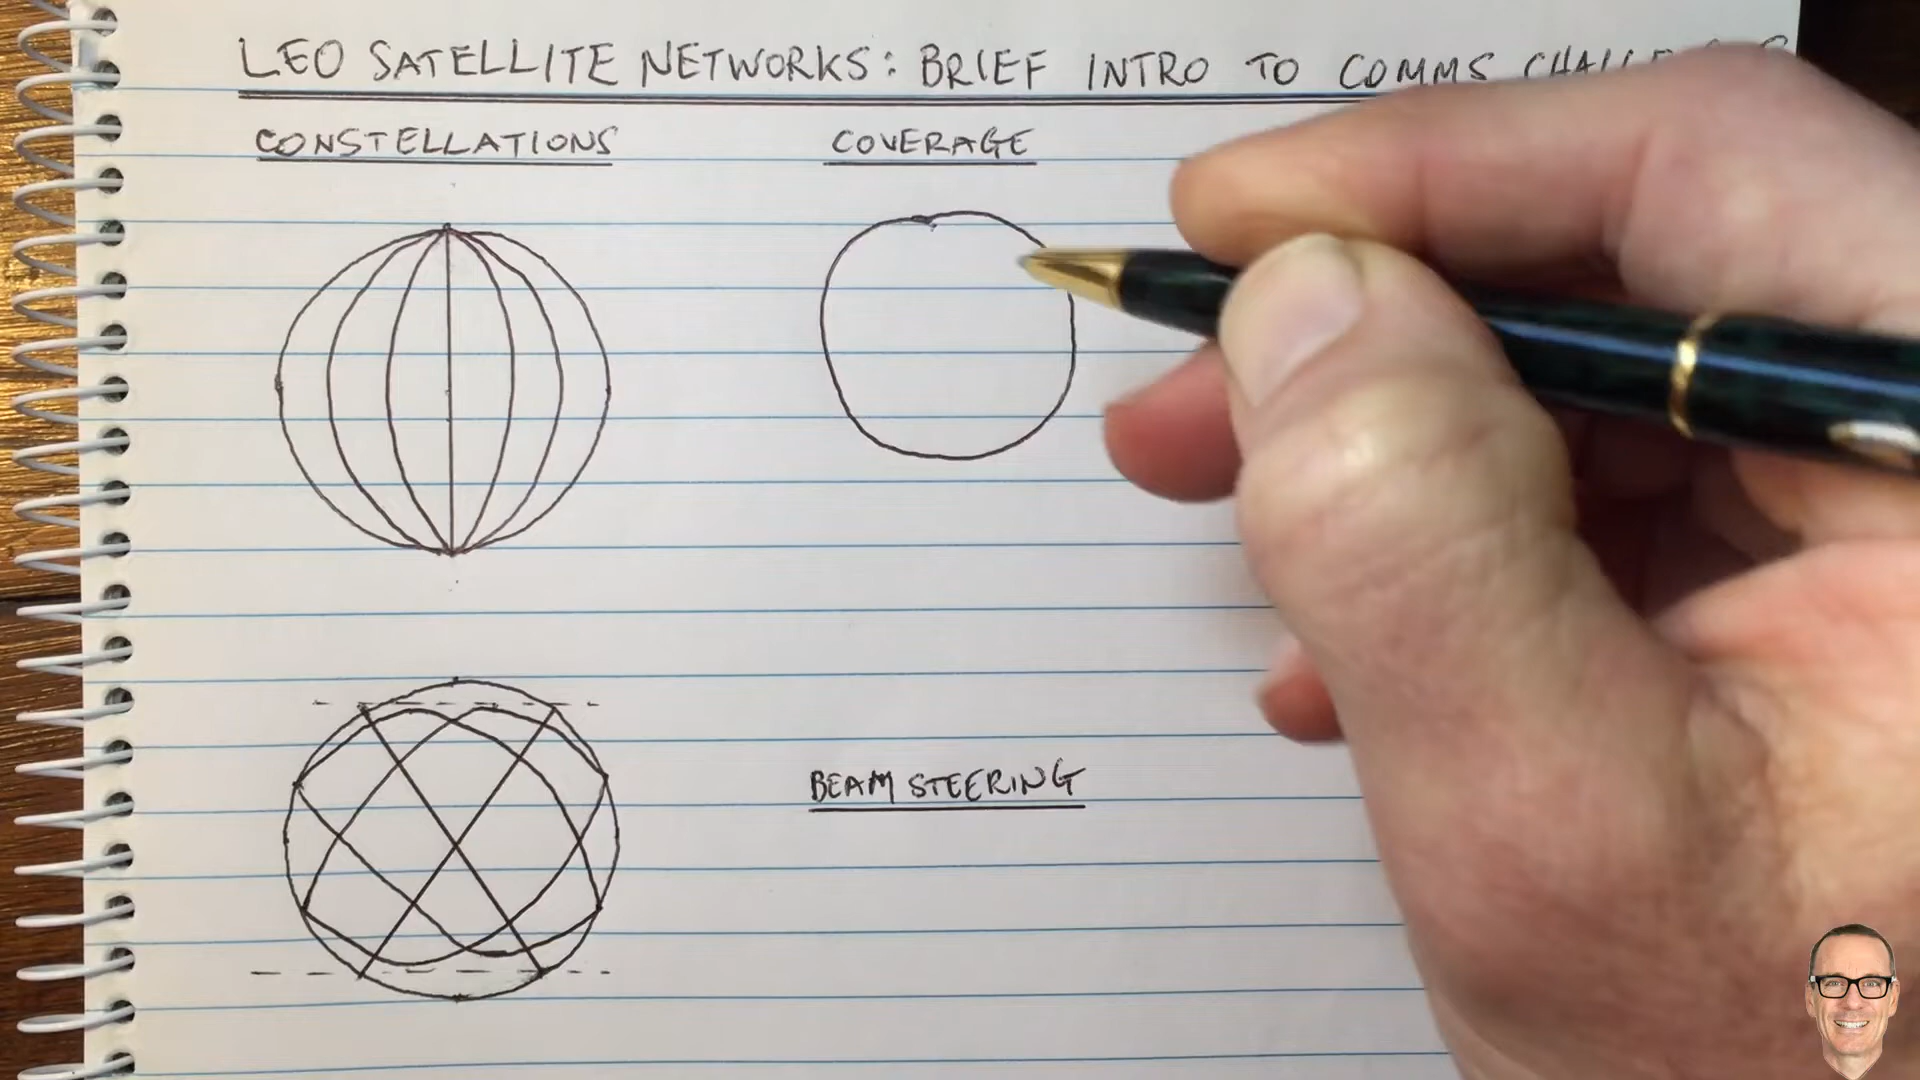 LEO SATELLITE NETWORKS: BRIEF INTRO TO COMMS
CONSTELLATIONS
COVERAGE
BEAM STEERING